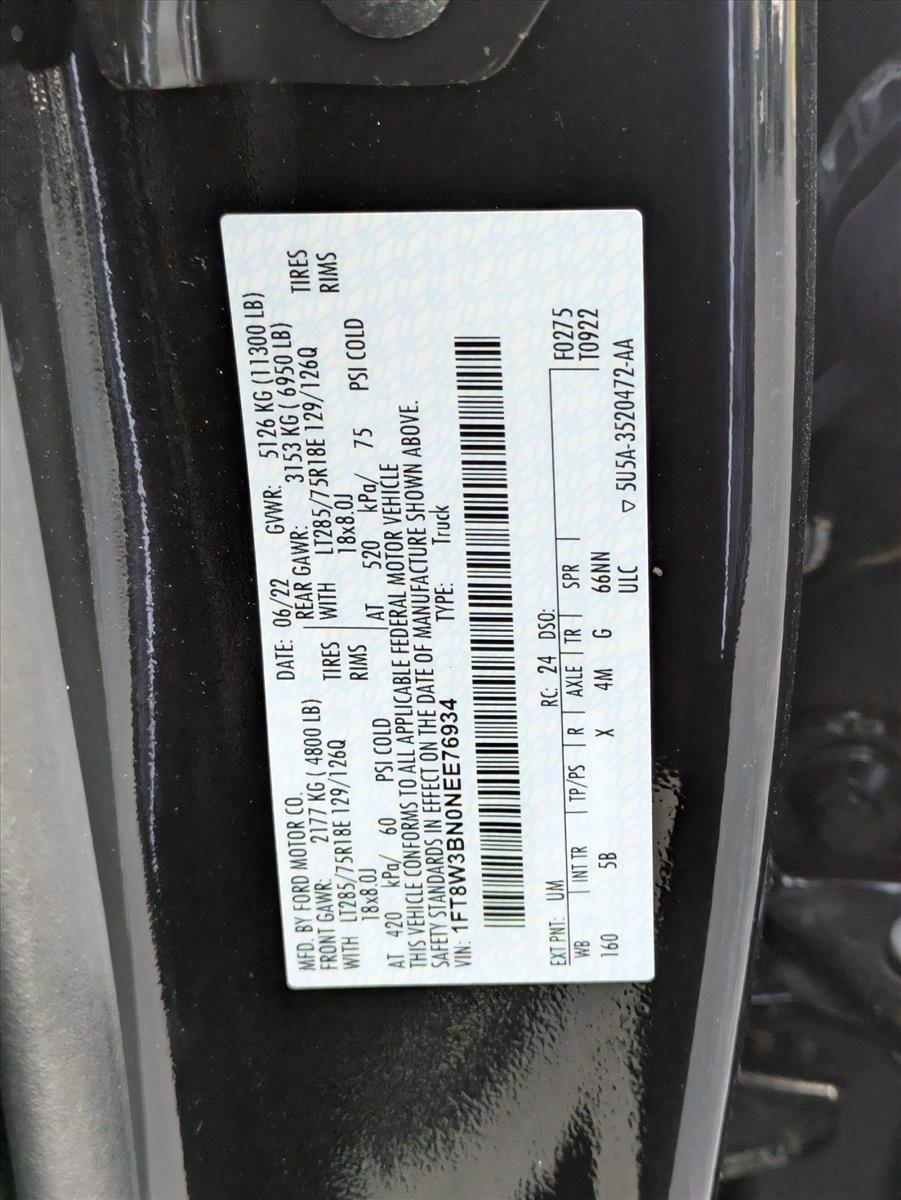 MFD. BY FORD MOTOR CO.
DATE: 06/22 GVWR: 5126 KG (11300 LB)
FRONT GAWR: 2177 KG ( 4800 LB)
REAR GAWR: 3153 KG ( 6950 LB)
WITH LT285/75R18E 129/126Q TIRES
WITH LT285/75R18E 129/126Q TIRES
18x8.0J RIMS
18x8.0J RIMS
AT 420 kPa/ 60 PSI COLD
AT 520 kPa/ 75 PSI COLD
THIS VEHICLE CONFORMS TO ALL APPLICABLE FEDERAL MOTOR VEHICLE
SAFETY STANDARDS IN EFFECT ON THE DATE OF MANUFACTURE SHOWN ABOVE.
VIN: 1FT8W3BN0NEE76934 TYPE: Truck
EXT PNT: UM RC: 24 DSO: F0275
WB | INT TR | TP/PS | R | AXLE | TR | SPR | T0922
160 5B X 4M G 66NN
ULC ▽ 5U5A-3520472-AA